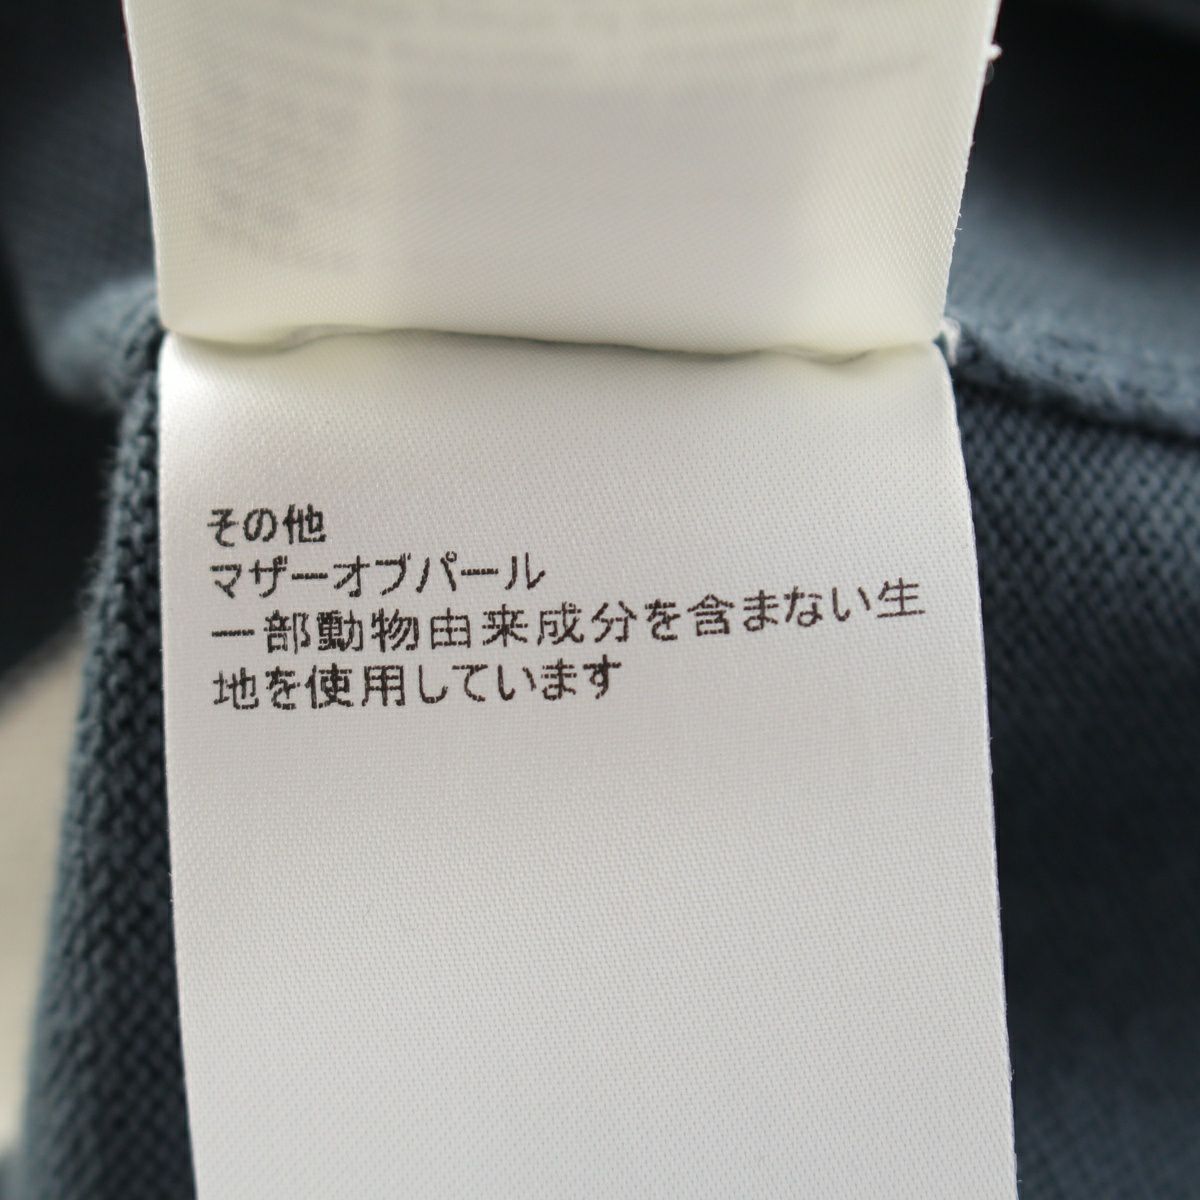 その他
マザーオブパール
一部動物由来成分を含まない生
地を使用しています